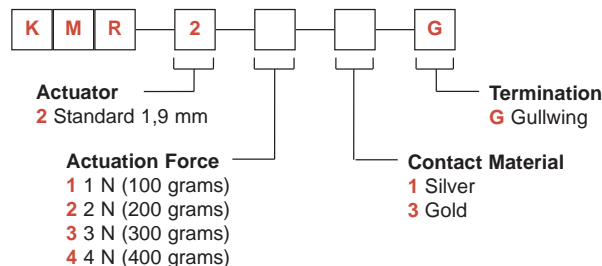 K M R 2 G
Actuator
2 Standard 1,9 mm
Termination
G Gullwing
Actuation Force
1 1 N (100 grams)
2 2 N (200 grams)
3 3 N (300 grams)
4 4 N (400 grams)
Contact Material
1 Silver
3 Gold